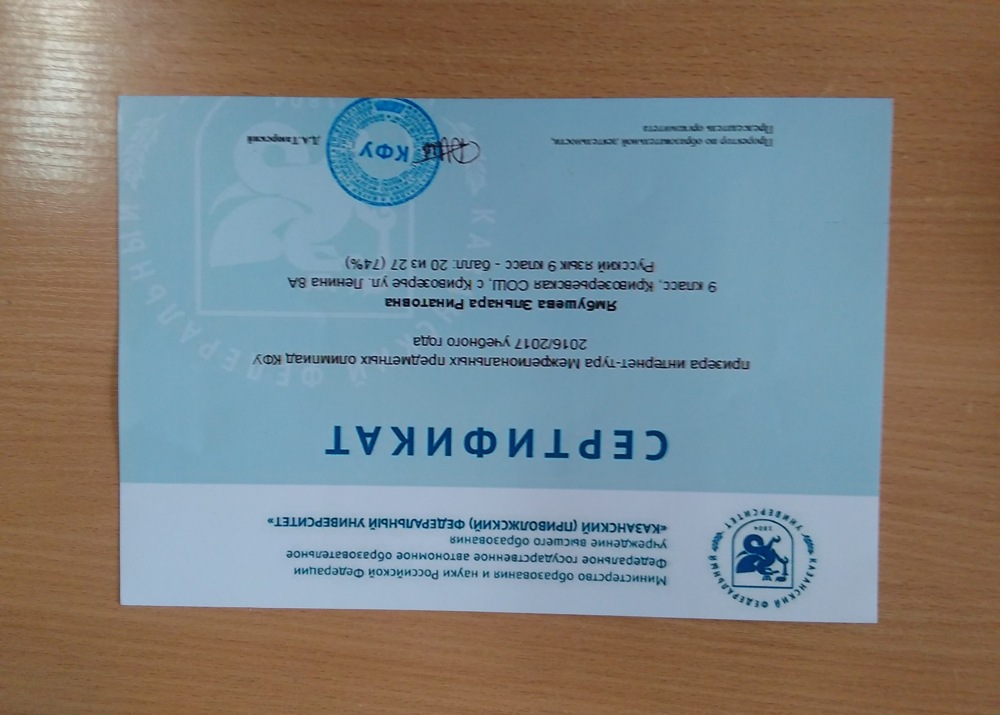 Министерство образования и науки Российской Федерации
Федеральное государственное автономное образовательное
учреждение высшего образования
«КАЗАНСКИЙ (ПРИВОЛЖСКИЙ) ФЕДЕРАЛЬНЫЙ УНИВЕРСИТЕТ»
КАЗАНСКИЙ ФЕДЕРАЛЬНЫЙ УНИВЕРСИТЕТ
1804
СЕРТИФИКАТ
призера интернет-тура Межрегиональных предметных олимпиад КФУ
2016/2017 учебного года
Ямбушева Эльнара Ринатовна
9 класс, Кривозерьевская СОШ, с Кривозерье ул. Ленина 8А
Русский язык 9 класс - балл: 20 из 27 (74%)
Проректор по образовательной деятельности,
Председатель оргкомитета
КФУ
Д.А.Таюрский